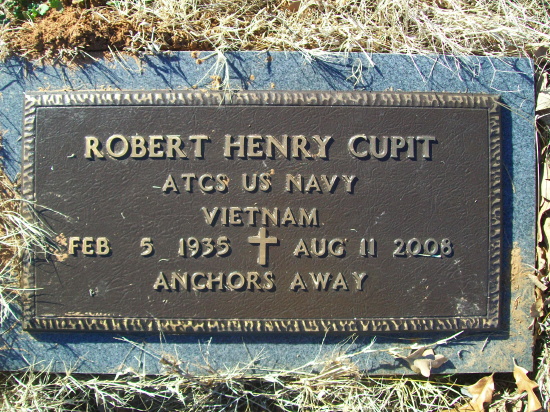 ROBERT HENRY CUPIT
ATCS US NAVY
VIETNAM
FEB 5 1935 AUG 11 2008
ANCHORS AWAY